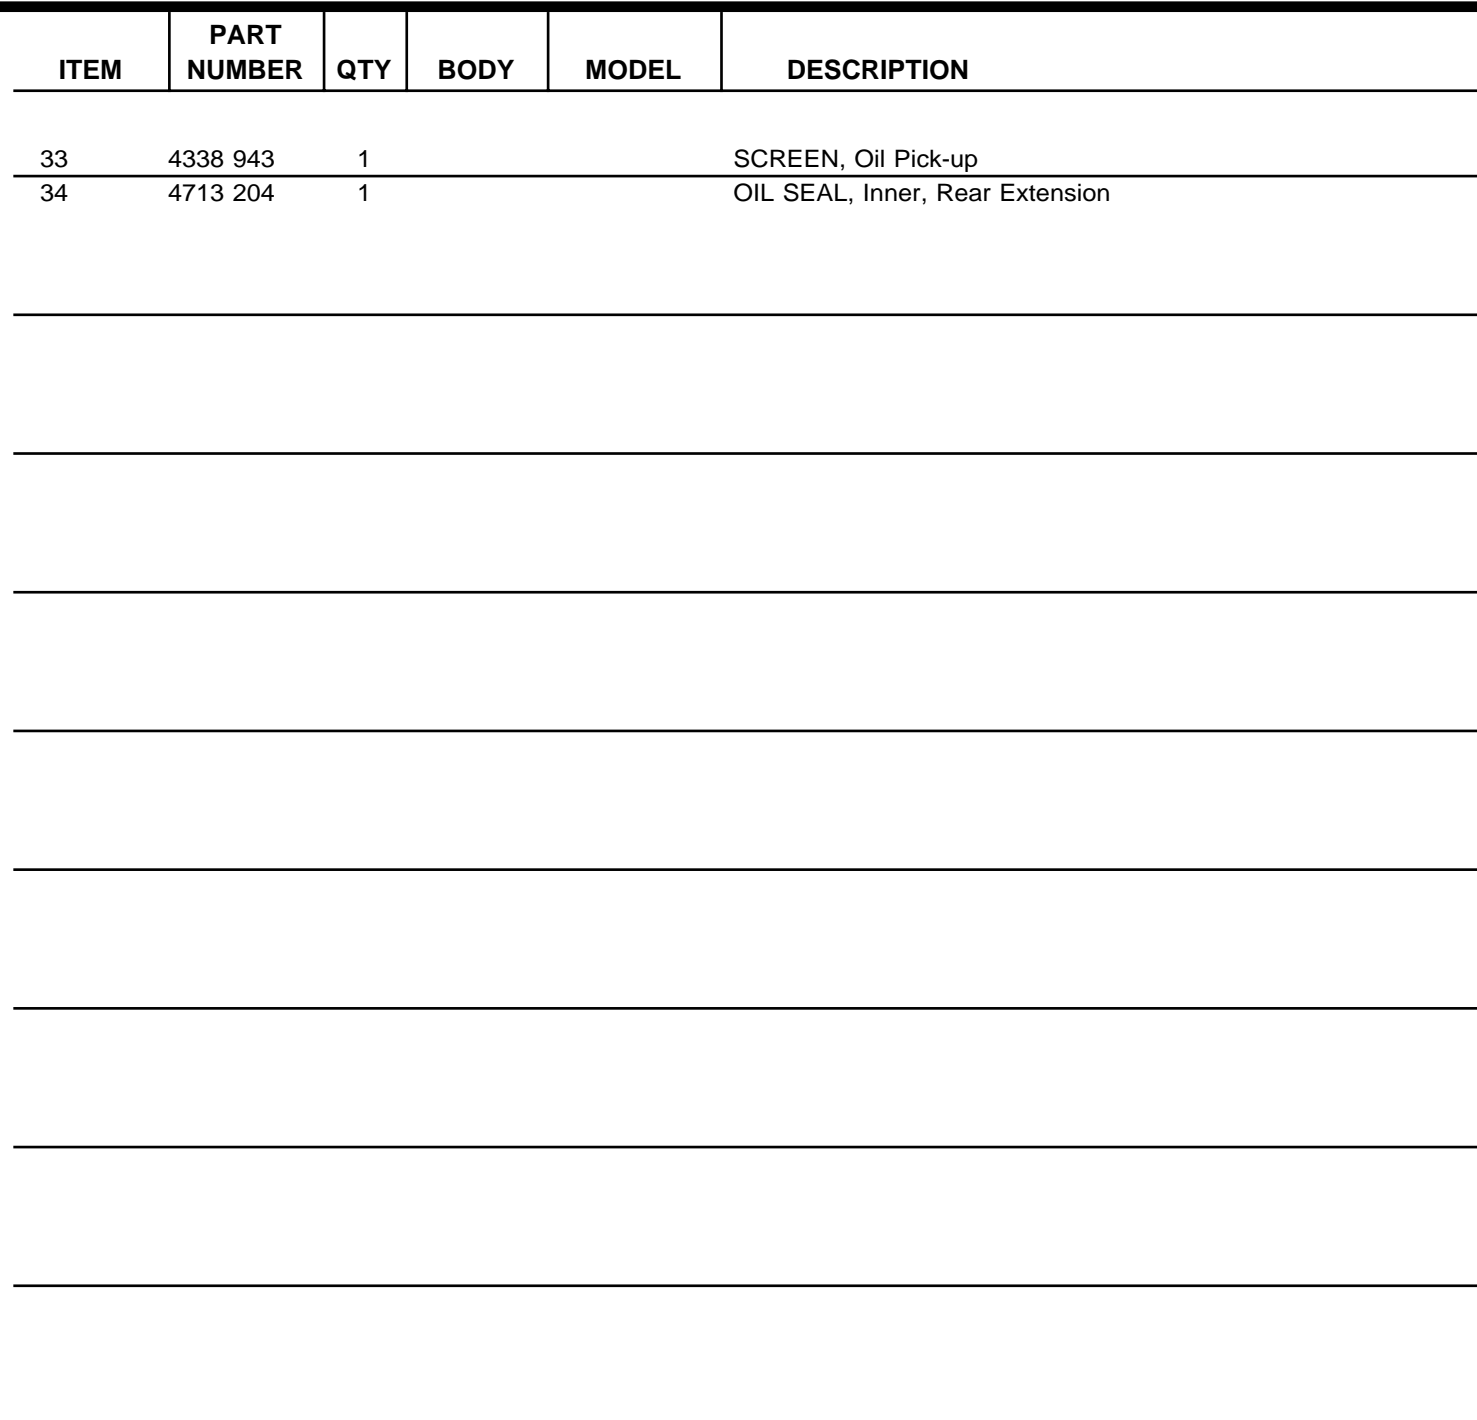 PART
ITEM NUMBER QTY BODY MODEL DESCRIPTION
33 4338 943 1 SCREEN, Oil Pick-up
34 4713 204 1 OIL SEAL, Inner, Rear Extension